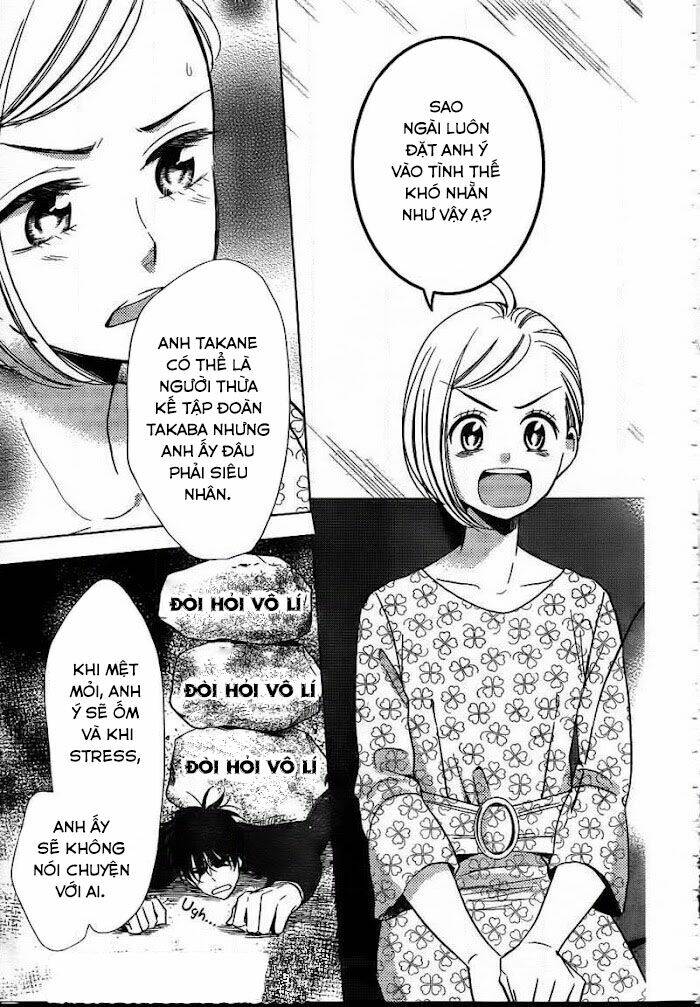 SAO
NGÀI LUÔN
ĐẶT ANH Ý
VÀO TÌNH THẾ
KHÓ NHẰN
NHƯ VẬY Ạ?
ANH TAKANE
CÓ THỂ LÀ
NGƯỜI THỪA
KẾ TẬP ĐOÀN
TAKABA NHƯNG
ANH ẤY ĐÂU
PHẢI SIÊU
NHÂN.
ĐÒI HỎI VÔ LÍ
ĐÒI HỎI VÔ LÍ
ĐÒI HỎI VÔ LÍ
KHI MỆT
MỎI, ANH
Ý SẼ ỐM
VÀ KHI
STRESS,
ANH ẤY
SẼ KHÔNG
NÓI CHUYỆN
VỚI AI.
Ugh...